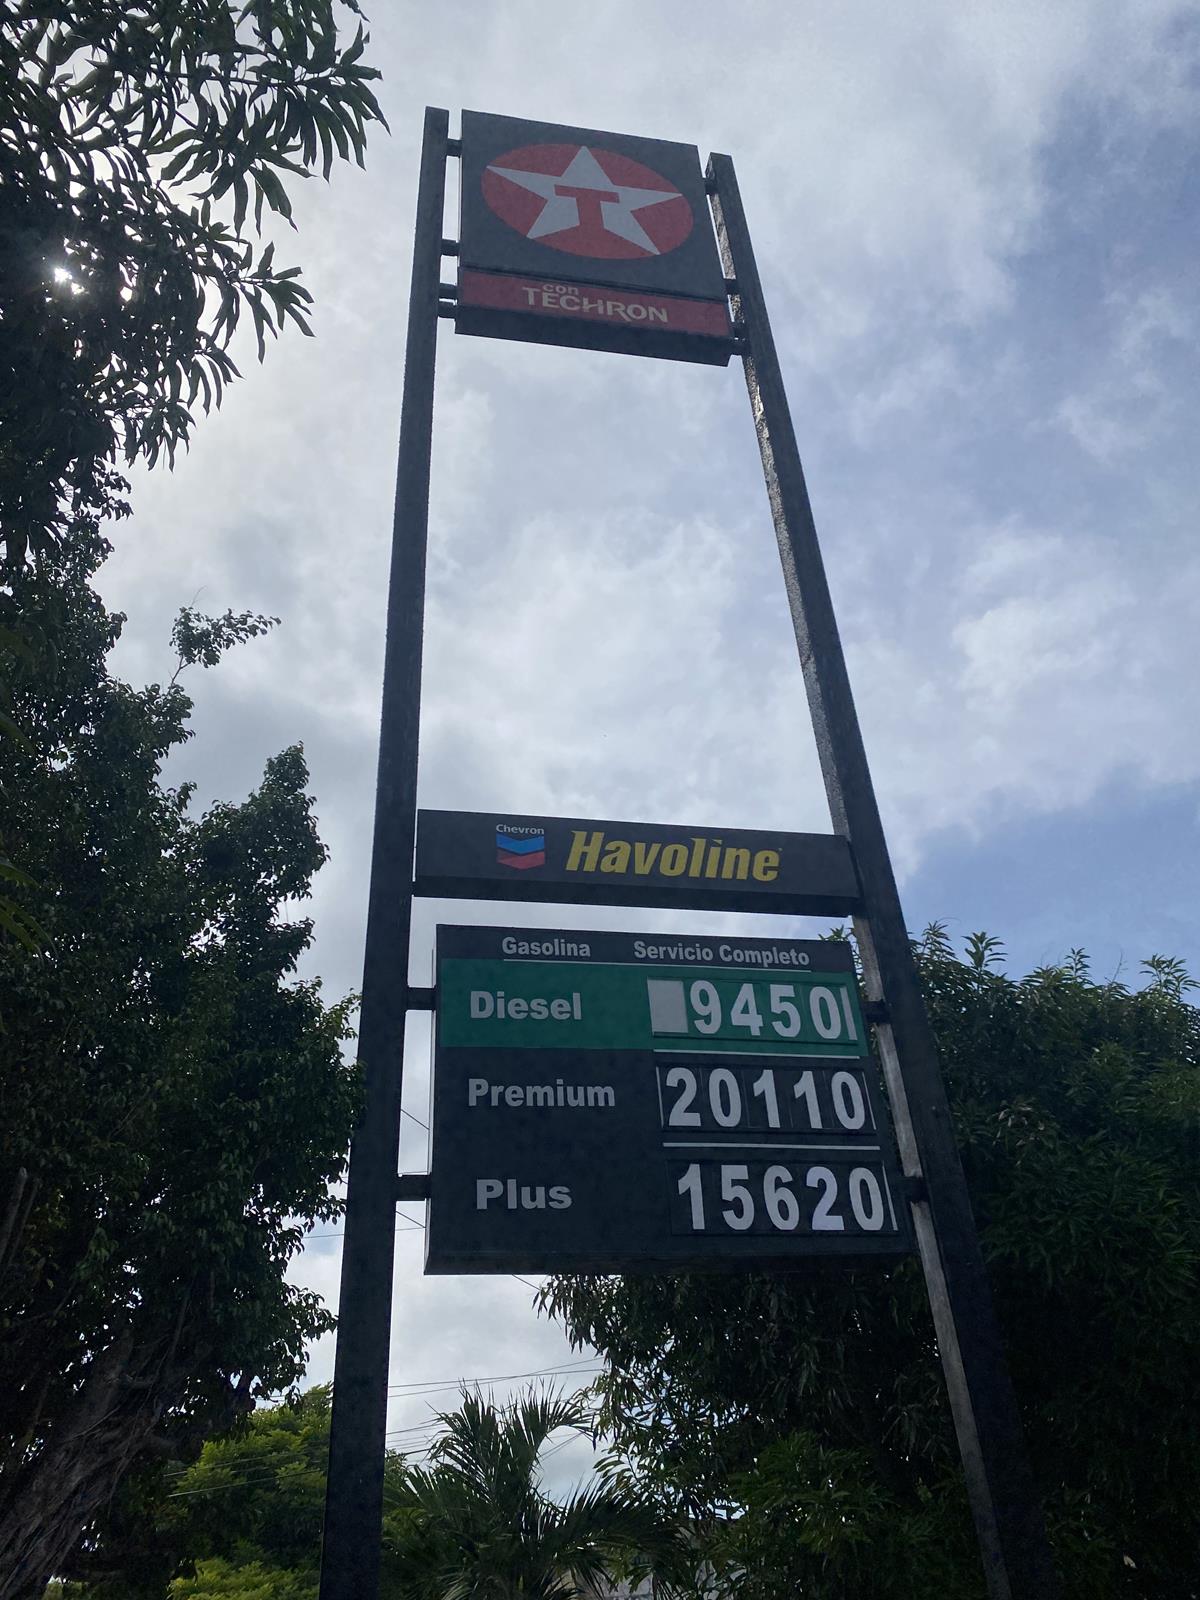 T
con
TECHRON
Chevron
Havoline
Gasolina Servicio Completo
Diesel 9450
Premium 20110
Plus 15620